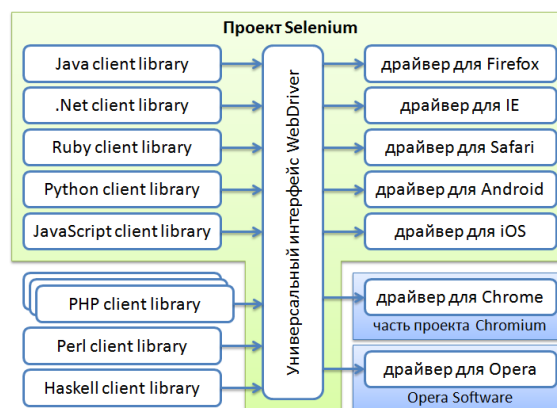 Проект Selenium
Java client library
.Net client library
Ruby client library
Python client library
JavaScript client library
PHP client library
Perl client library
Haskell client library
Универсальный интерфейс WebDriver
драйвер для Firefox
драйвер для IE
драйвер для Safari
драйвер для Android
драйвер для iOS
драйвер для Chrome
часть проекта Chromium
драйвер для Opera
Opera Software